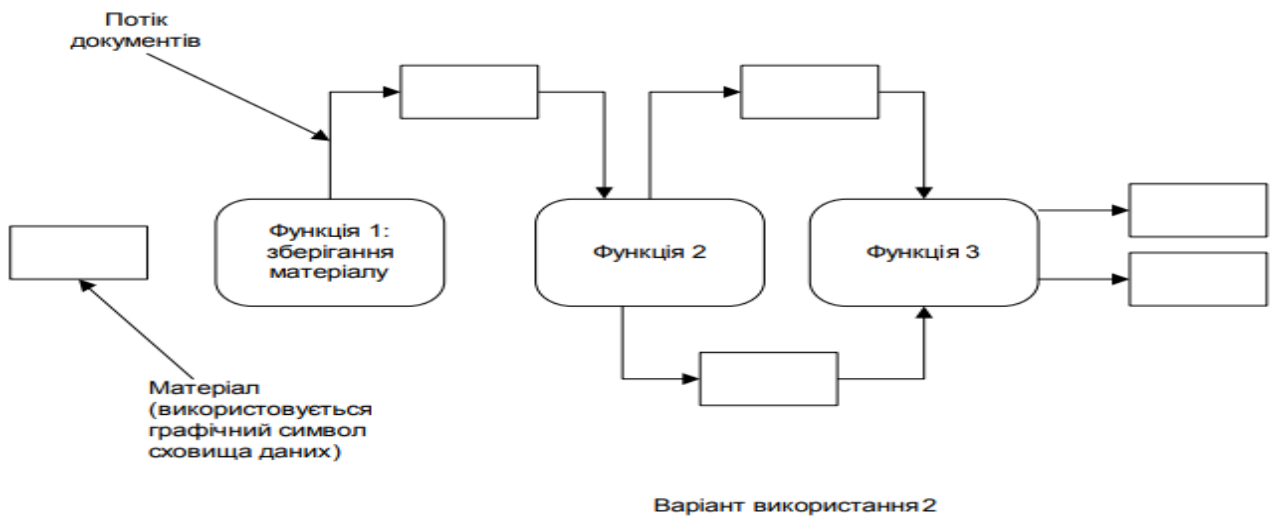 Потік
документів
Функція 1:
зберігання
матеріалу
Функція 2
Функція 3
Матеріал
(використовується
графічний символ
сховища даних)
Варіант використання 2